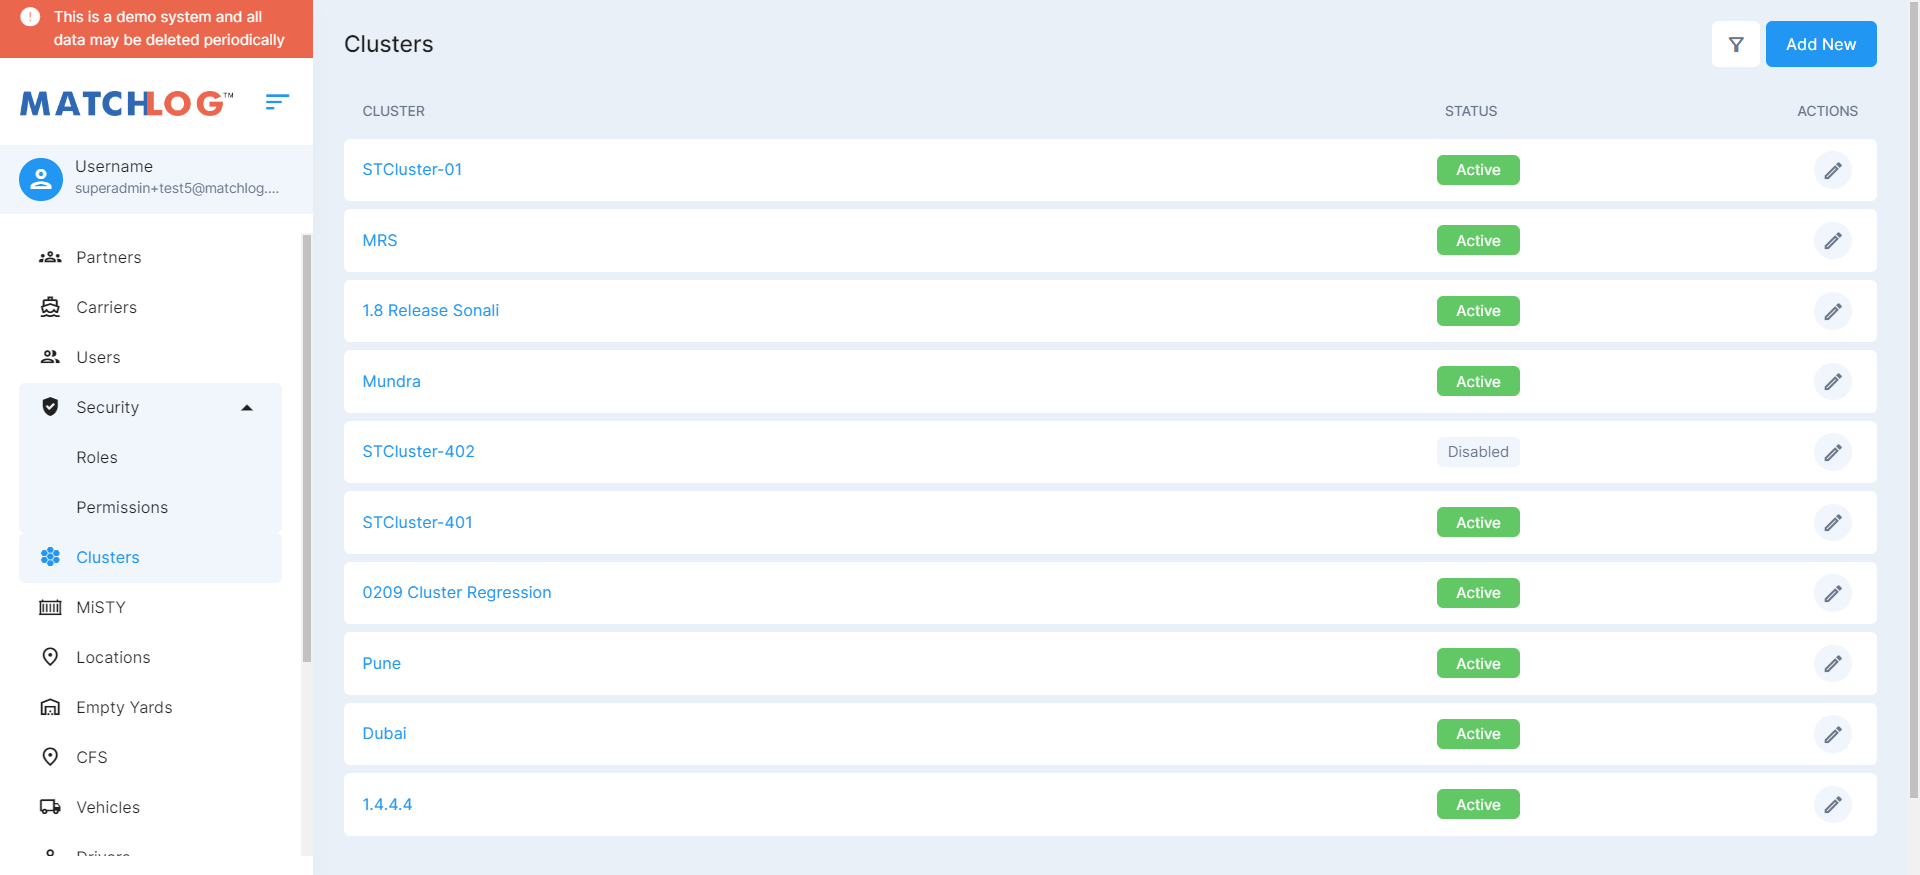 This is a demo system and all
data may be deleted periodically
MATCHLOG™
Username
superadmin+test5@matchlog....
Partners
Carriers
Users
Security
Roles
Permissions
Clusters
MiSTY
Locations
Empty Yards
CFS
Vehicles
Drivers
Clusters
Add New
CLUSTER STATUS ACTIONS
STCluster-01 Active
MRS Active
1.8 Release Sonali Active
Mundra Active
STCluster-402 Disabled
STCluster-401 Active
0209 Cluster Regression Active
Pune Active
Dubai Active
1.4.4.4 Active